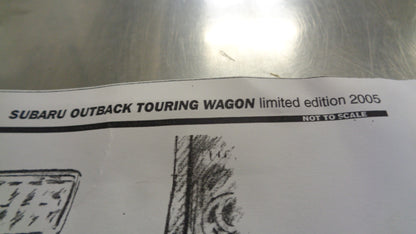 SUBARU OUTBACK TOURING WAGON limited edition 2005
NOT TO SCALE